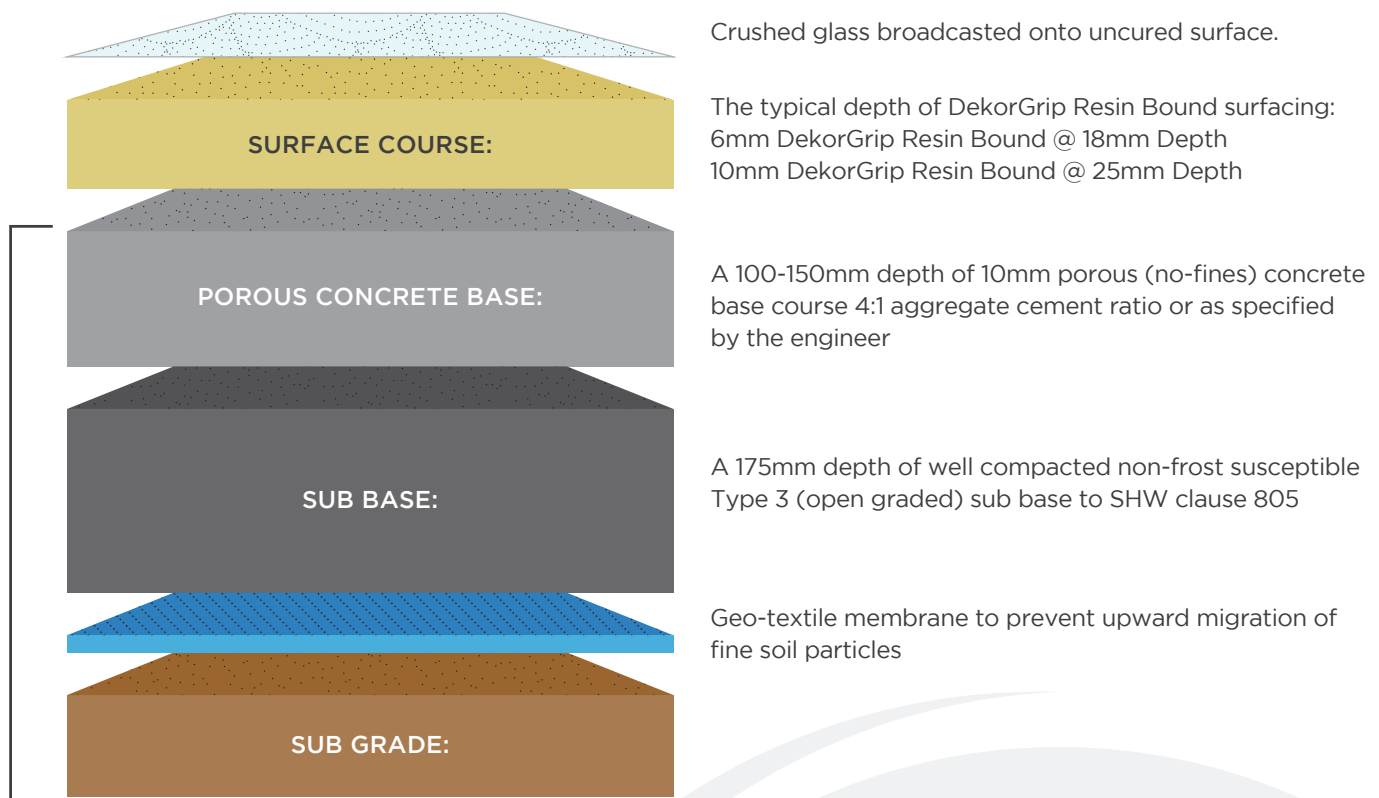 Crushed glass broadcasted onto uncured surface.
SURFACE COURSE:
The typical depth of DekorGrip Resin Bound surfacing:
6mm DekorGrip Resin Bound @ 18mm Depth
10mm DekorGrip Resin Bound @ 25mm Depth
POROUS CONCRETE BASE:
A 100-150mm depth of 10mm porous (no-fines) concrete
base course 4:1 aggregate cement ratio or as specified
by the engineer
SUB BASE:
A 175mm depth of well compacted non-frost susceptible
Type 3 (open graded) sub base to SHW clause 805
Geo-textile membrane to prevent upward migration of
fine soil particles
SUB GRADE: